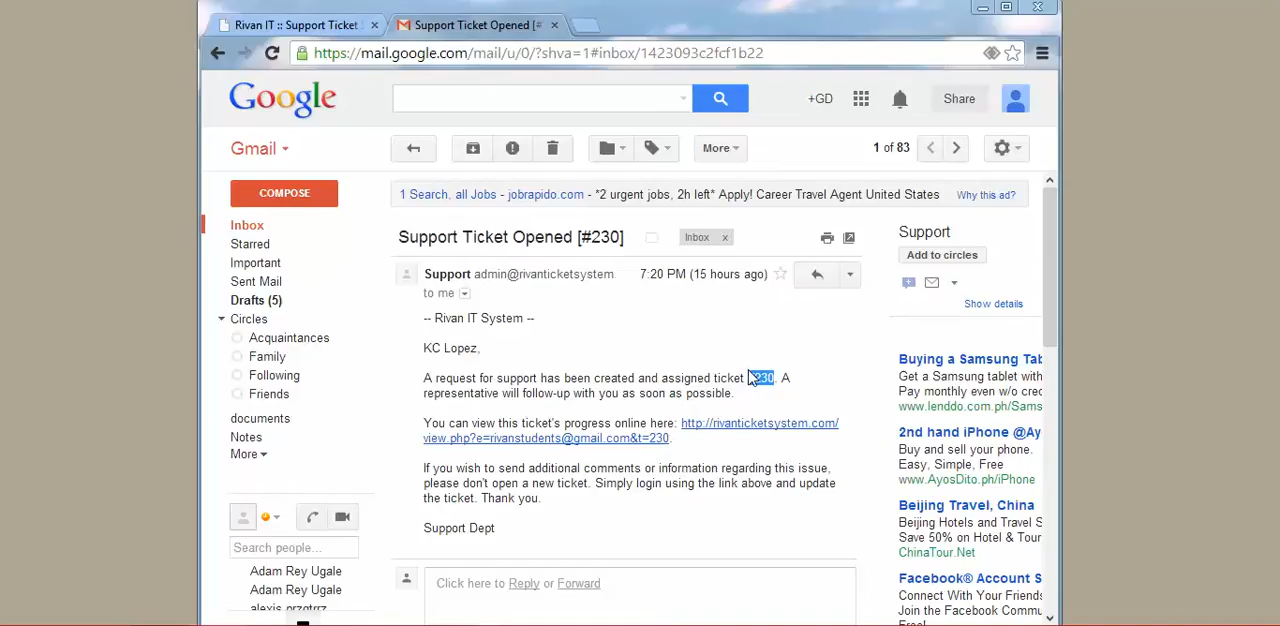 Rivan IT :: Support Ticket
Support Ticket Opened [#
https://mail.google.com/mail/u/0/?shva=1#inbox/1423093c2fcf1b22
Google
+GD
Share
Gmail
More
1 of 83
COMPOSE
1 Search, all Jobs - jobrapido.com - *2 urgent jobs, 2h left* Apply! Career Travel Agent United States
Why this ad?
Inbox
Starred
Important
Sent Mail
Drafts (5)
Circles
Acquaintances
Family
Following
Friends
documents
Notes
More
Search people...
Adam Rey Ugale
Adam Rey Ugale
Support Ticket Opened [#230]
Inbox x
Support admin@rivanticketsystem.
7:20 PM (15 hours ago)
to me
-- Rivan IT System --
KC Lopez,
A request for support has been created and assigned ticket #230. A
representative will follow-up with you as soon as possible.
You can view this ticket's progress online here: http://rivanticketsystem.com/
view.php?e=rivanstudents@gmail.com&t=230.
If you wish to send additional comments or information regarding this issue,
please don't open a new ticket. Simply login using the link above and update
the ticket. Thank you.
Support Dept
Click here to Reply or Forward
Support
Add to circles
Show details
Buying a Samsung Tab
Get a Samsung tablet with
Pay monthly even w/o cred
www.lenddo.com.ph/Sams
2nd hand iPhone @Ay
Buy and sell your phone.
Easy, Simple, Free
www.AyosDito.ph/iPhone
Beijing Travel, China
Beijing Hotels and Travel S
Save 50% on Hotel & Tour
ChinaTour.Net
Facebook® Account S
Connect With Your Friends
Join the Facebook Commu
Free!